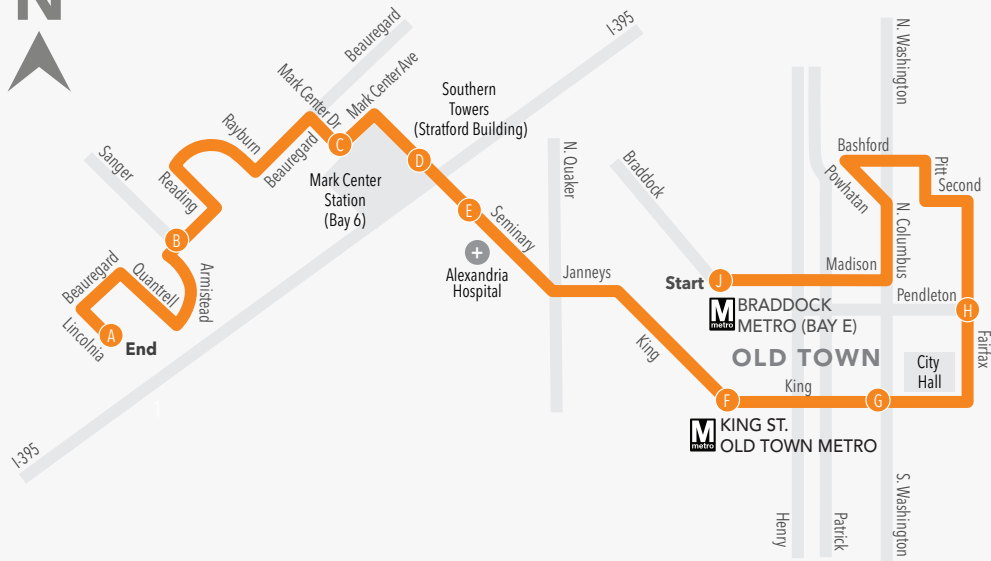 N
I-395
Beauregard
Mark Center Ave
Mark Center Dr
Southern
Towers
(Stratford Building)
N. Washington
Rayburn
Beauregard
C
D
Sanger
Reading
Mark Center
Station
(Bay 6)
N. Quaker
Braddock
Bashford
Pitt
Second
Powhatan
N. Columbus
E
Seminary
B
Armistead
Alexandria
Hospital
Janneys
Start
J
Madison
Pendleton
H
BRADDOCK
METRO (BAY E)
M
metro
Beauregard
Quantrell
Lincolnia
A
End
King
OLD TOWN
City
Hall
Fairfax
F
King
G
M
metro
KING ST.
OLD TOWN METRO
1
I-395
Henry
Patrick
S. Washington